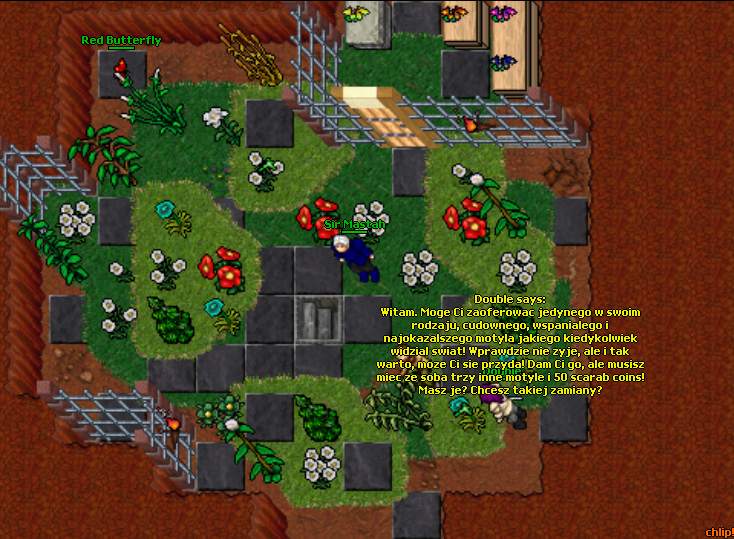 Red Butterfly
Sir Mastah
Double says:
Witam. Moge Ci zaoferowac jedynego w swoim
rodzaju, cudownego, wspanialego i
najokazalszego motyla jakiego kiedykolwiek
widzial swiat! Wprawdzie nie zyje, ale i tak
warto, moze Ci sie przyda! Dam Ci go, ale musisz
miec ze soba trzy inne motyle i 50 scarab coins!
Masz je? Chcesz takiej zamiany?
chlip!